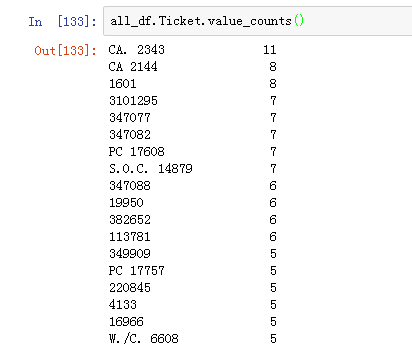 In [133]: all_df.Ticket.value_counts()
Out[133]: CA. 2343 11
CA 2144 8
1601 8
3101295 7
347077 7
347082 7
PC 17608 7
S.O.C. 14879 7
347088 6
19950 6
382652 6
113781 6
349909 5
PC 17757 5
220845 5
4133 5
16966 5
W./C. 6608 5